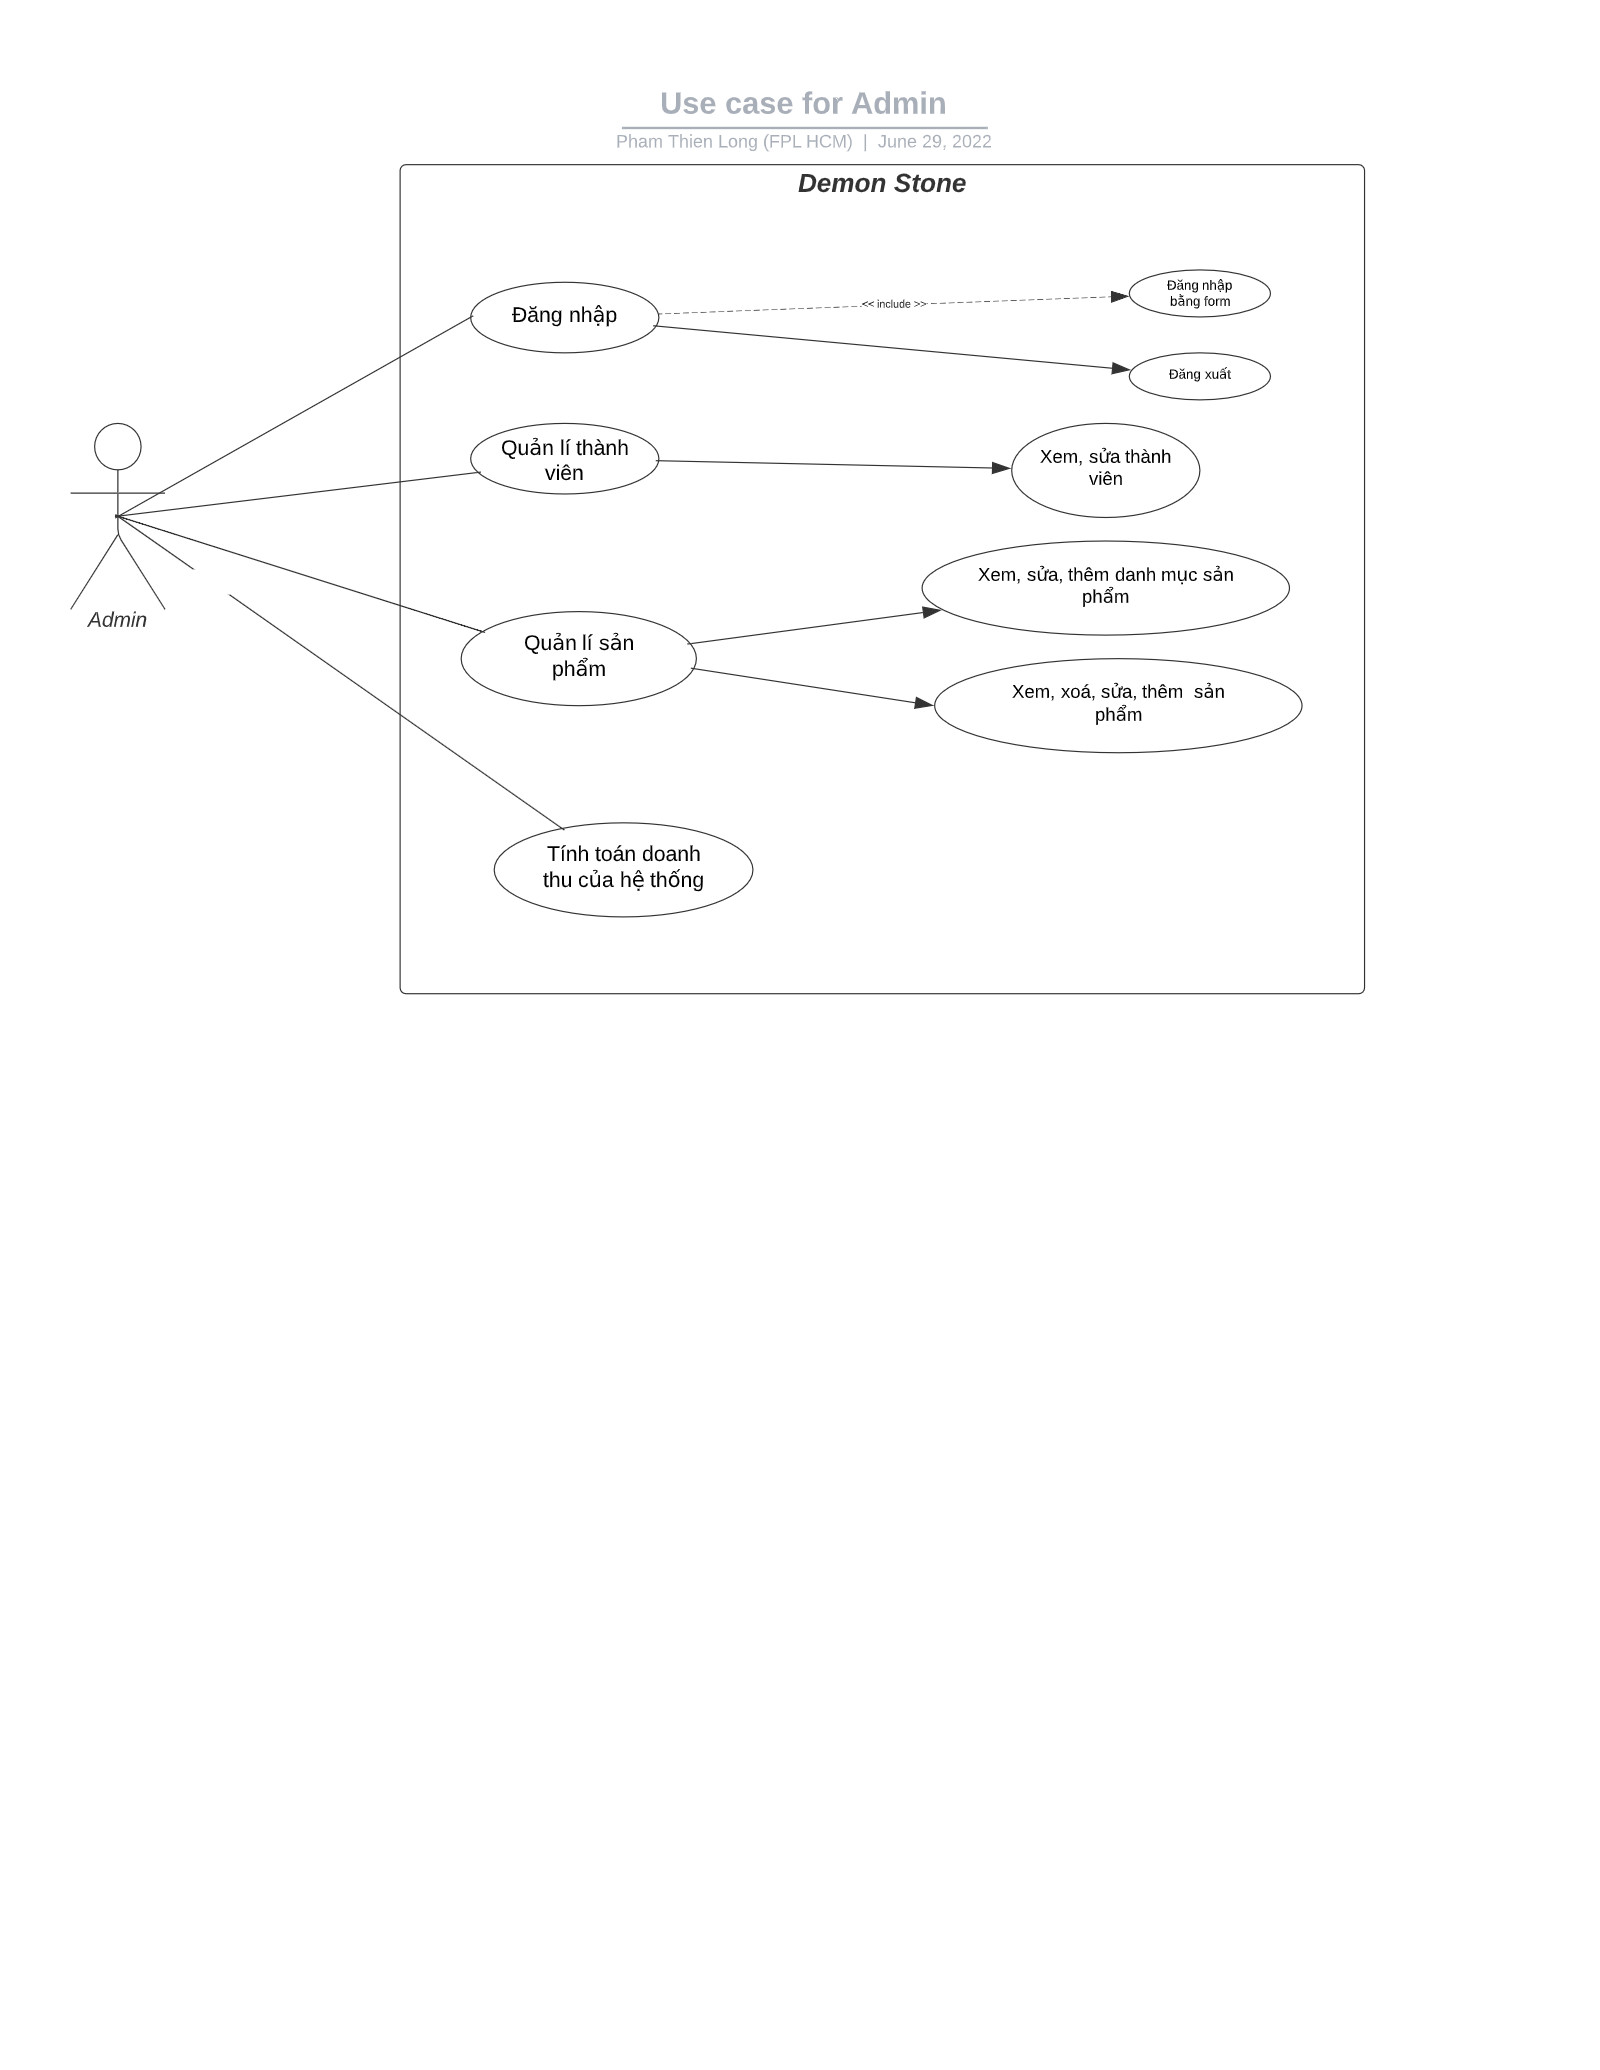 Use case for Admin
Pham Thien Long (FPL HCM) | June 29, 2022
Demon Stone
Đăng nhập
<< include >>
Đăng nhập
bằng form
Đăng xuất
Quản lí thành
viên
Xem, sửa thành
viên
Admin
Xem, sửa, thêm danh mục sản
phẩm
Quản lí sản
phẩm
Xem, xoá, sửa, thêm  sản
phẩm
Tính toán doanh
thu của hệ thống